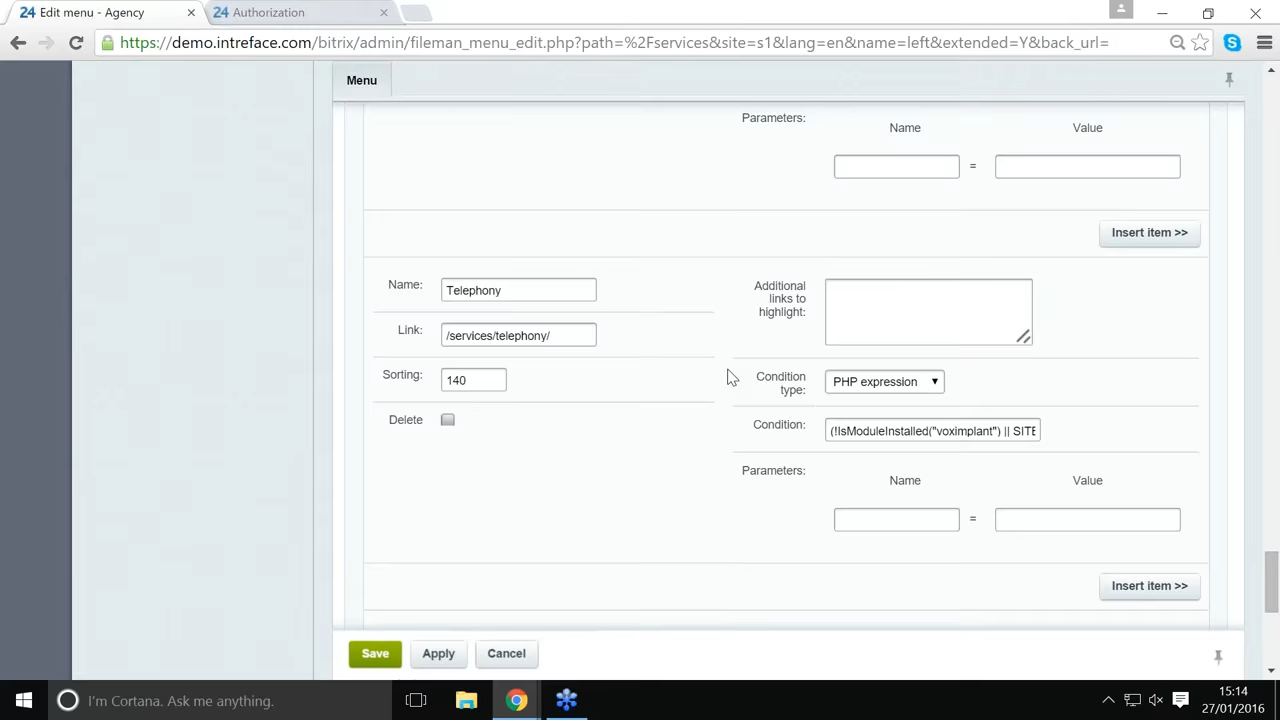 24 Edit menu - Agency
24 Authorization
https://demo.intreface.com/bitrix/admin/fileman_menu_edit.php?path=%2Fservices&site=s1&lang=en&name=left&extended=Y&back_url=
Menu
Parameters:
Name
Value
=
Insert item >>
Name:
Telephony
Additional
links to
highlight:
Link:
/services/telephony/
Sorting:
140
Condition
type:
PHP expression
Delete
Condition:
(!IsModuleInstalled("voximplant") || SITE
Parameters:
Name
Value
=
Insert item >>
Save
Apply
Cancel
I'm Cortana. Ask me anything.
15:14
27/01/2016